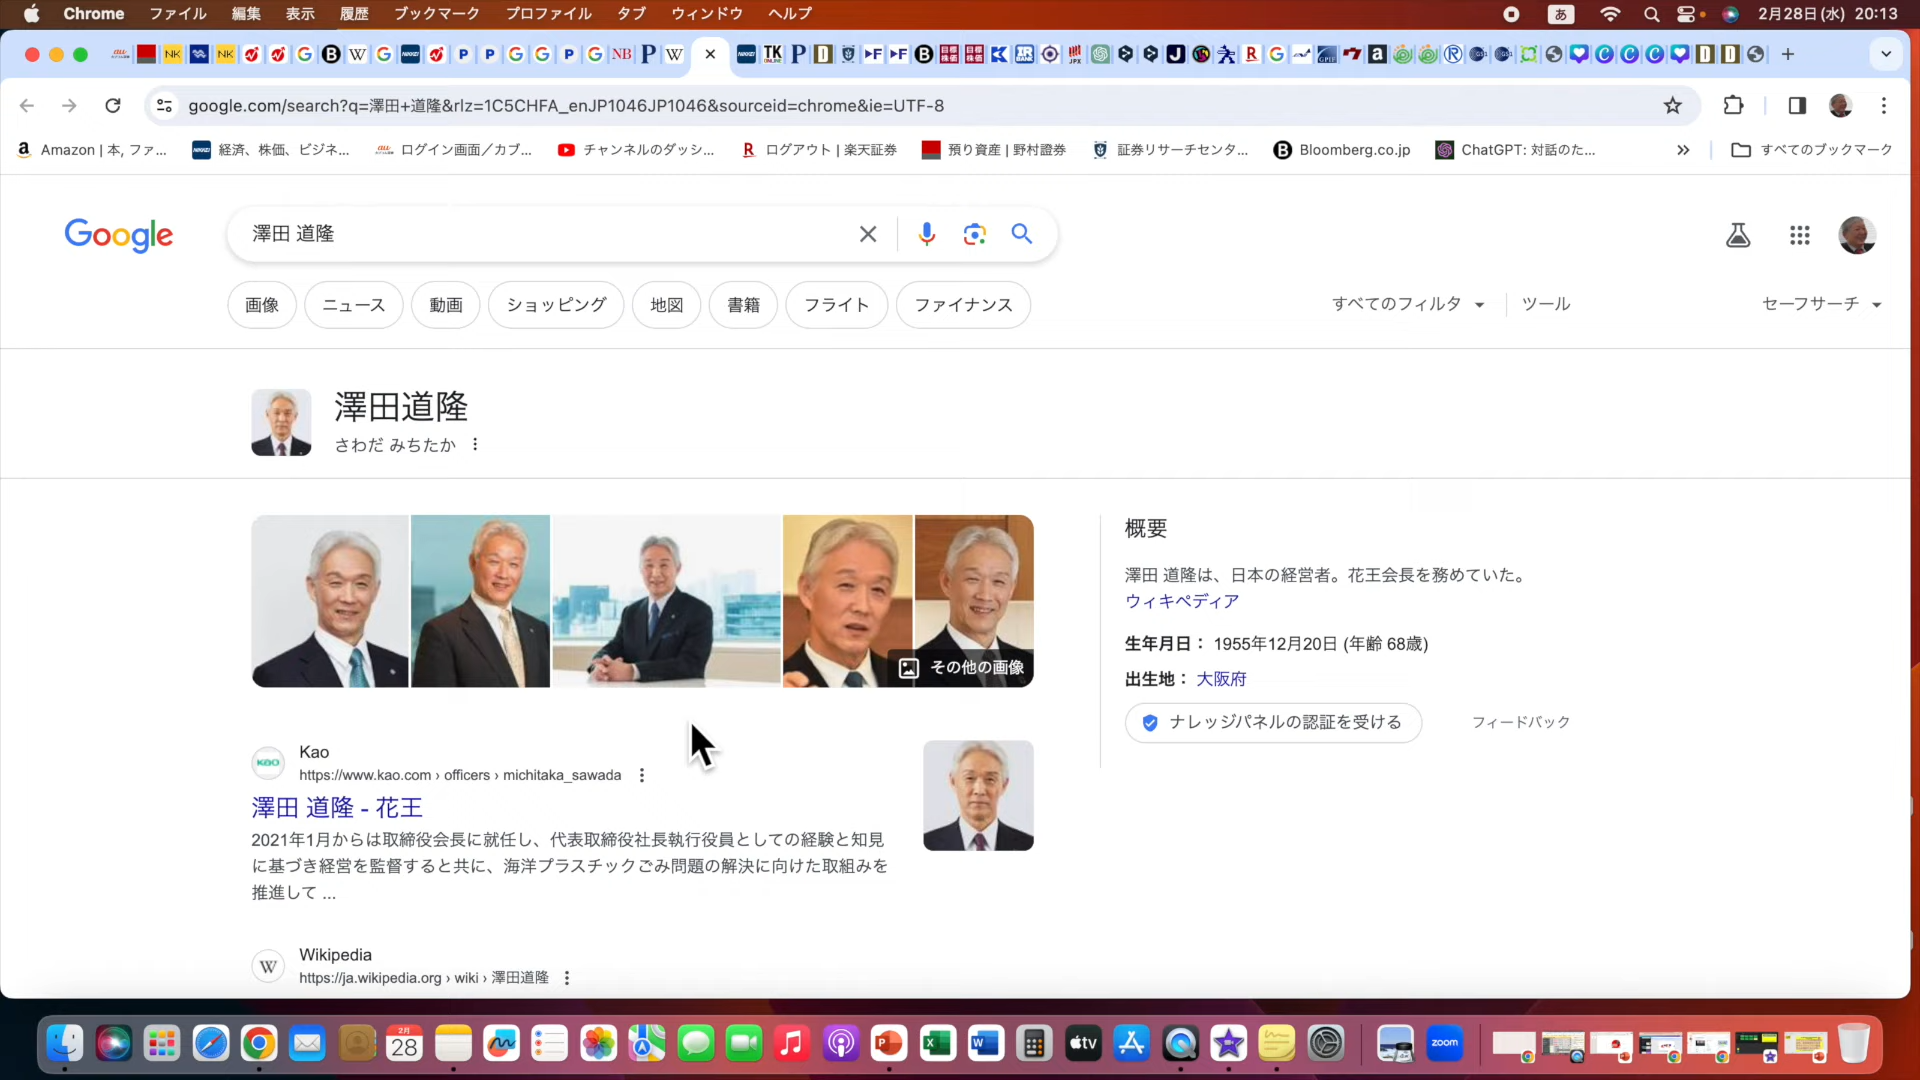 Chrome ファイル 編集 表示 履歴 ブックマーク プロファイル タブ ウィンドウ ヘルプ あ 2月28日(水) 20:13
google.com/search?q=澤田+道隆&rlz=1C5CHFA_enJP1046JP1046&sourceid=chrome&ie=UTF-8
Amazon | 本, ファ... 経済、株価、ビジネ... ログイン画面／カブ... チャンネルのダッシ... ログアウト | 楽天証券 預り資産 | 野村證券 証券リサーチセンタ... Bloomberg.co.jp ChatGPT: 対話のた... すべてのブックマーク
Google 澤田 道隆
画像 ニュース 動画 ショッピング 地図 書籍 フライト ファイナンス すべてのフィルタ ツール セーフサーチ
澤田道隆
さわだ みちたか
その他の画像
概要
澤田 道隆は、日本の経営者。花王会長を務めていた。
ウィキペディア
生年月日： 1955年12月20日 (年齢 68歳)
出生地： 大阪府
ナレッジパネルの認証を受ける フィードバック
Kao
https://www.kao.com › officers › michitaka_sawada
澤田 道隆 - 花王
2021年1月からは取締役会長に就任し、代表取締役社長執行役員としての経験と知見
に基づき経営を監督すると共に、海洋プラスチックごみ問題の解決に向けた取組みを
推進して ...
Wikipedia
https://ja.wikipedia.org › wiki › 澤田道隆
2月
28
tv
zoom